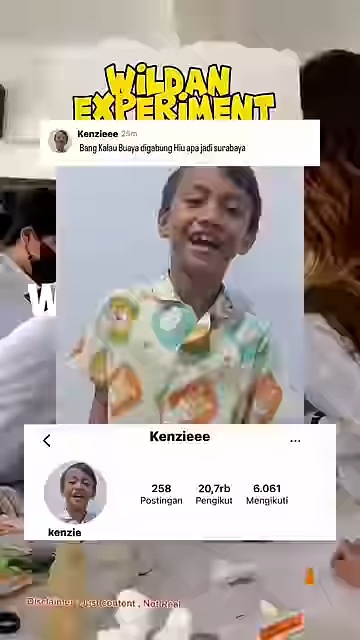 WiLDAN
EXPERiMENT
Kenzieee 25m
Bang Kalau Buaya digabung Hiu apa jadi surabaya
W
Kenzieee
258 20,7rb 6.061
Postingan Pengikut Mengikuti
kenzie
Disclaimer : Just content , Not Real